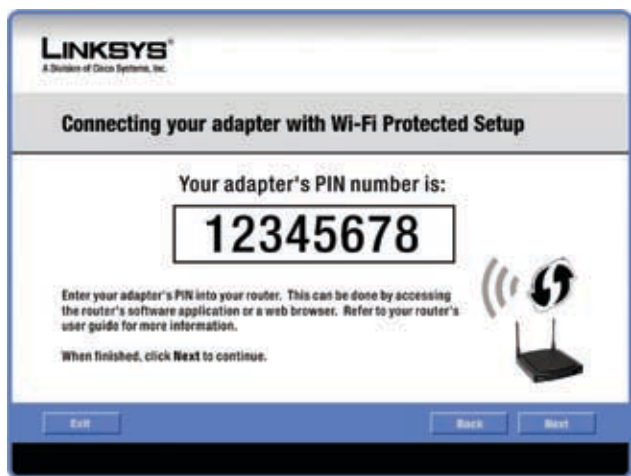 LINKSYS®
A Division of Cisco Systems, Inc.
Connecting your adapter with Wi-Fi Protected Setup
Your adapter's PIN number is:
12345678
Enter your adapter's PIN into your router. This can be done by accessing
the router's software application or a web browser. Refer to your router's
user guide for more information.
When finished, click Next to continue.
Exit
Back
Next